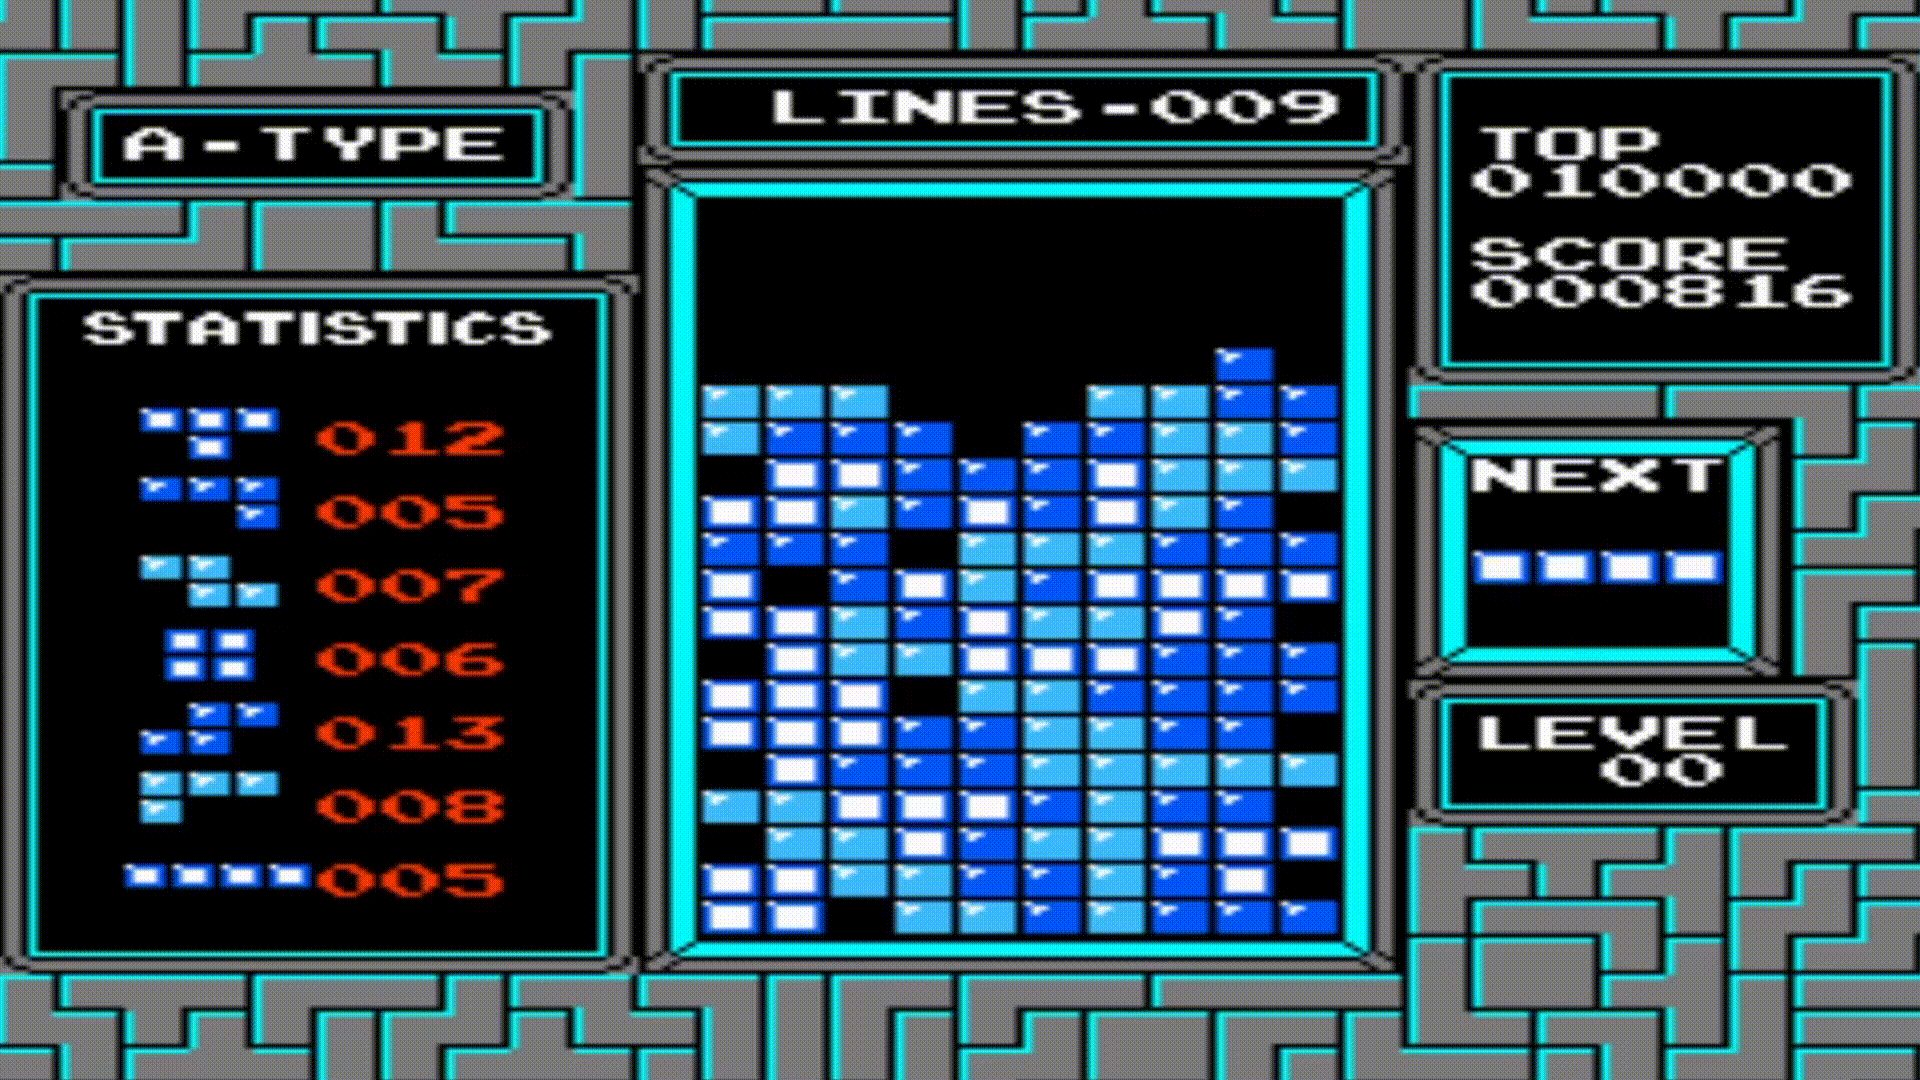 A-TYPE
LINES-009
TOP
010000
SCORE
000816
STATISTICS
012
005
007
006
013
008
005
NEXT
LEVEL
00